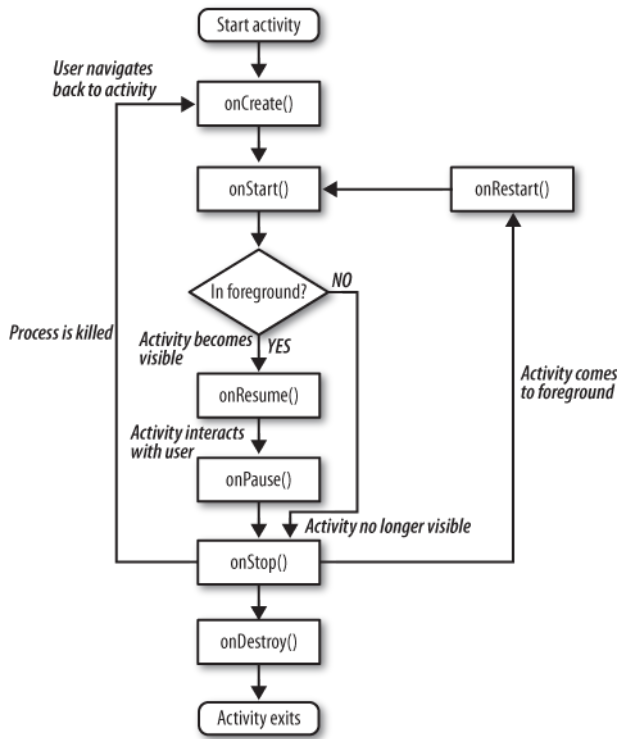 Start activity
User navigates
back to activity
onCreate()
onStart()
onRestart()
In foreground?
NO
Process is killed
Activity becomes
visible
YES
Activity comes
to foreground
onResume()
Activity interacts
with user
onPause()
Activity no longer visible
onStop()
onDestroy()
Activity exits